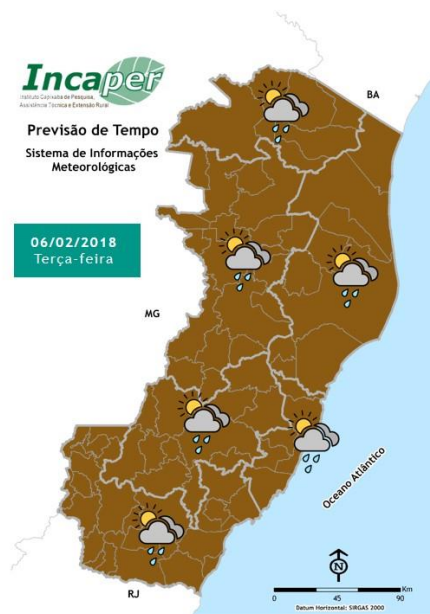 Incaper
Instituto Capixaba de Pesquisa,
Assistência Técnica e Extensão Rural
Previsão de Tempo
Sistema de Informações
Meteorológicas
06/02/2018
Terça-feira
BA
MG
Oceano Atlântico
RJ
N
Km
0 45 90
Datum Horizontal: SIRGAS 2000